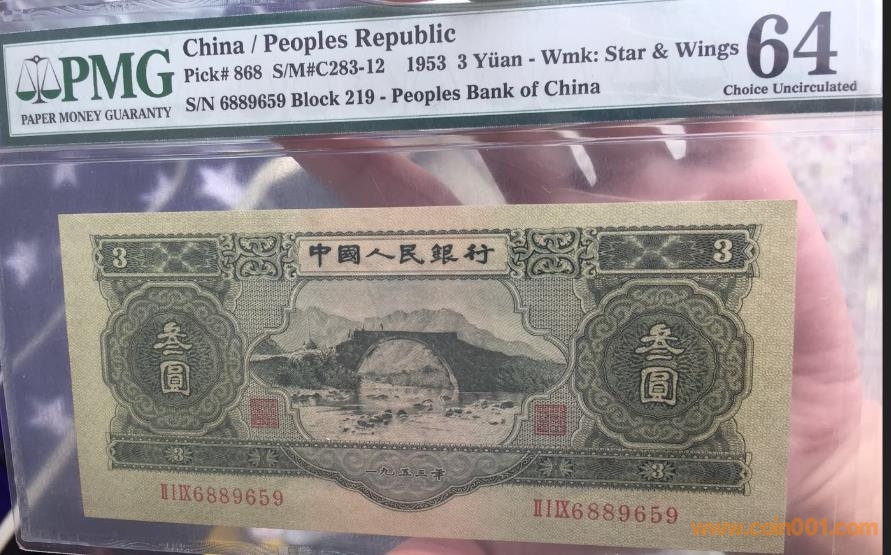 PMG
PAPER MONEY GUARANTY
China / Peoples Republic
Pick# 868 S/M#C283-12 1953 3 Yüan - Wmk: Star & Wings
S/N 6889659 Block 219 - Peoples Bank of China
64
Choice Uncirculated
3 中國人民銀行 3
叁圓 叁圓
3 一九五三年 3
II I IX 6889659 II I IX 6889659
www.czdn001.com